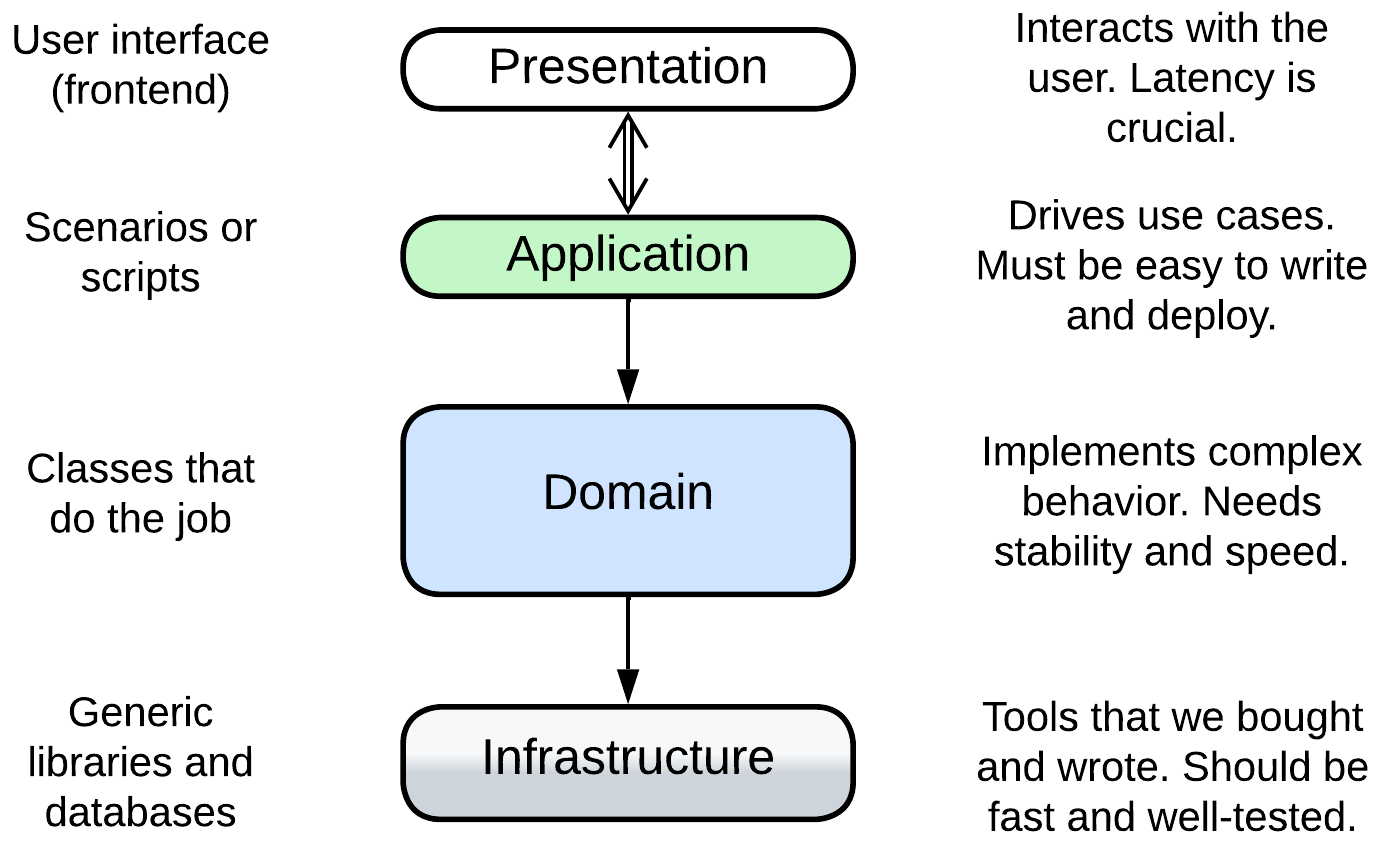 User interface
(frontend)
Presentation
Interacts with the
user. Latency is
crucial.
Scenarios or
scripts
Application
Drives use cases.
Must be easy to write
and deploy.
Classes that
do the job
Domain
Implements complex
behavior. Needs
stability and speed.
Generic
libraries and
databases
Infrastructure
Tools that we bought
and wrote. Should be
fast and well-tested.